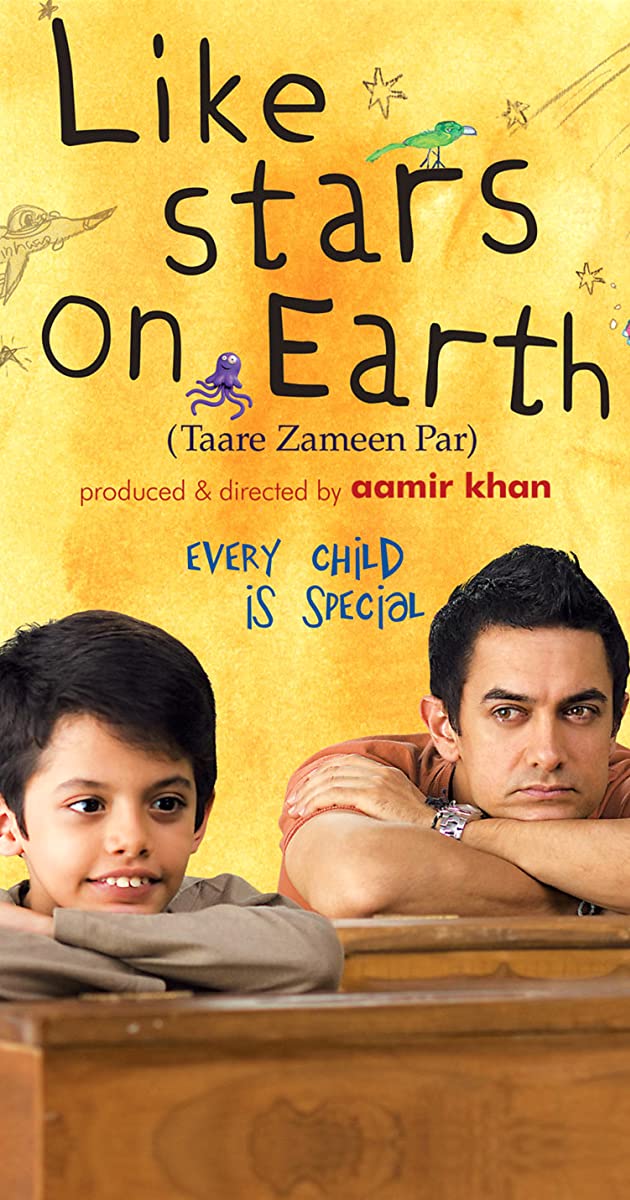 Like
stars
on Earth
(Taare Zameen Par)
produced & directed by aamir khan
EVERY CHiLD
iS SPECiaL